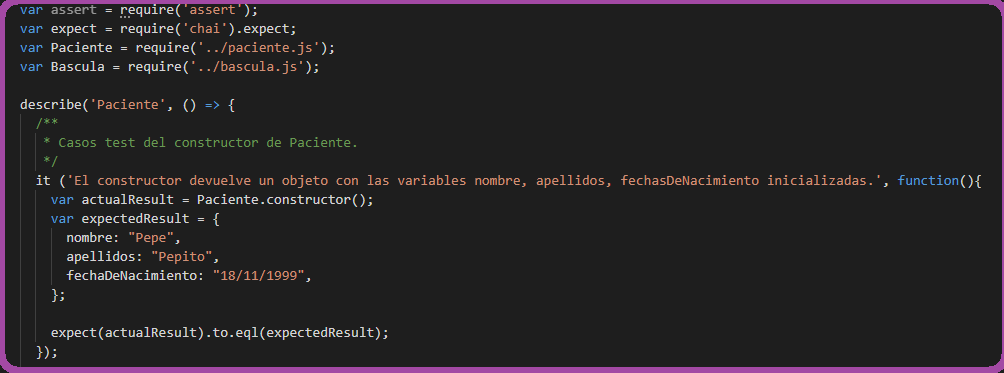 var assert = require('assert');
var expect = require('chai').expect;
var Paciente = require('../paciente.js');
var Bascula = require('../bascula.js');
describe('Paciente', () => {
/**
* Casos test del constructor de Paciente.
*/
it ('El constructor devuelve un objeto con las variables nombre, apellidos, fechasDeNacimiento inicializadas.', function(){
var actualResult = Paciente.constructor();
var expectedResult = {
nombre: "Pepe",
apellidos: "Pepito",
fechaDeNacimiento: "18/11/1999",
};
expect(actualResult).to.eql(expectedResult);
});